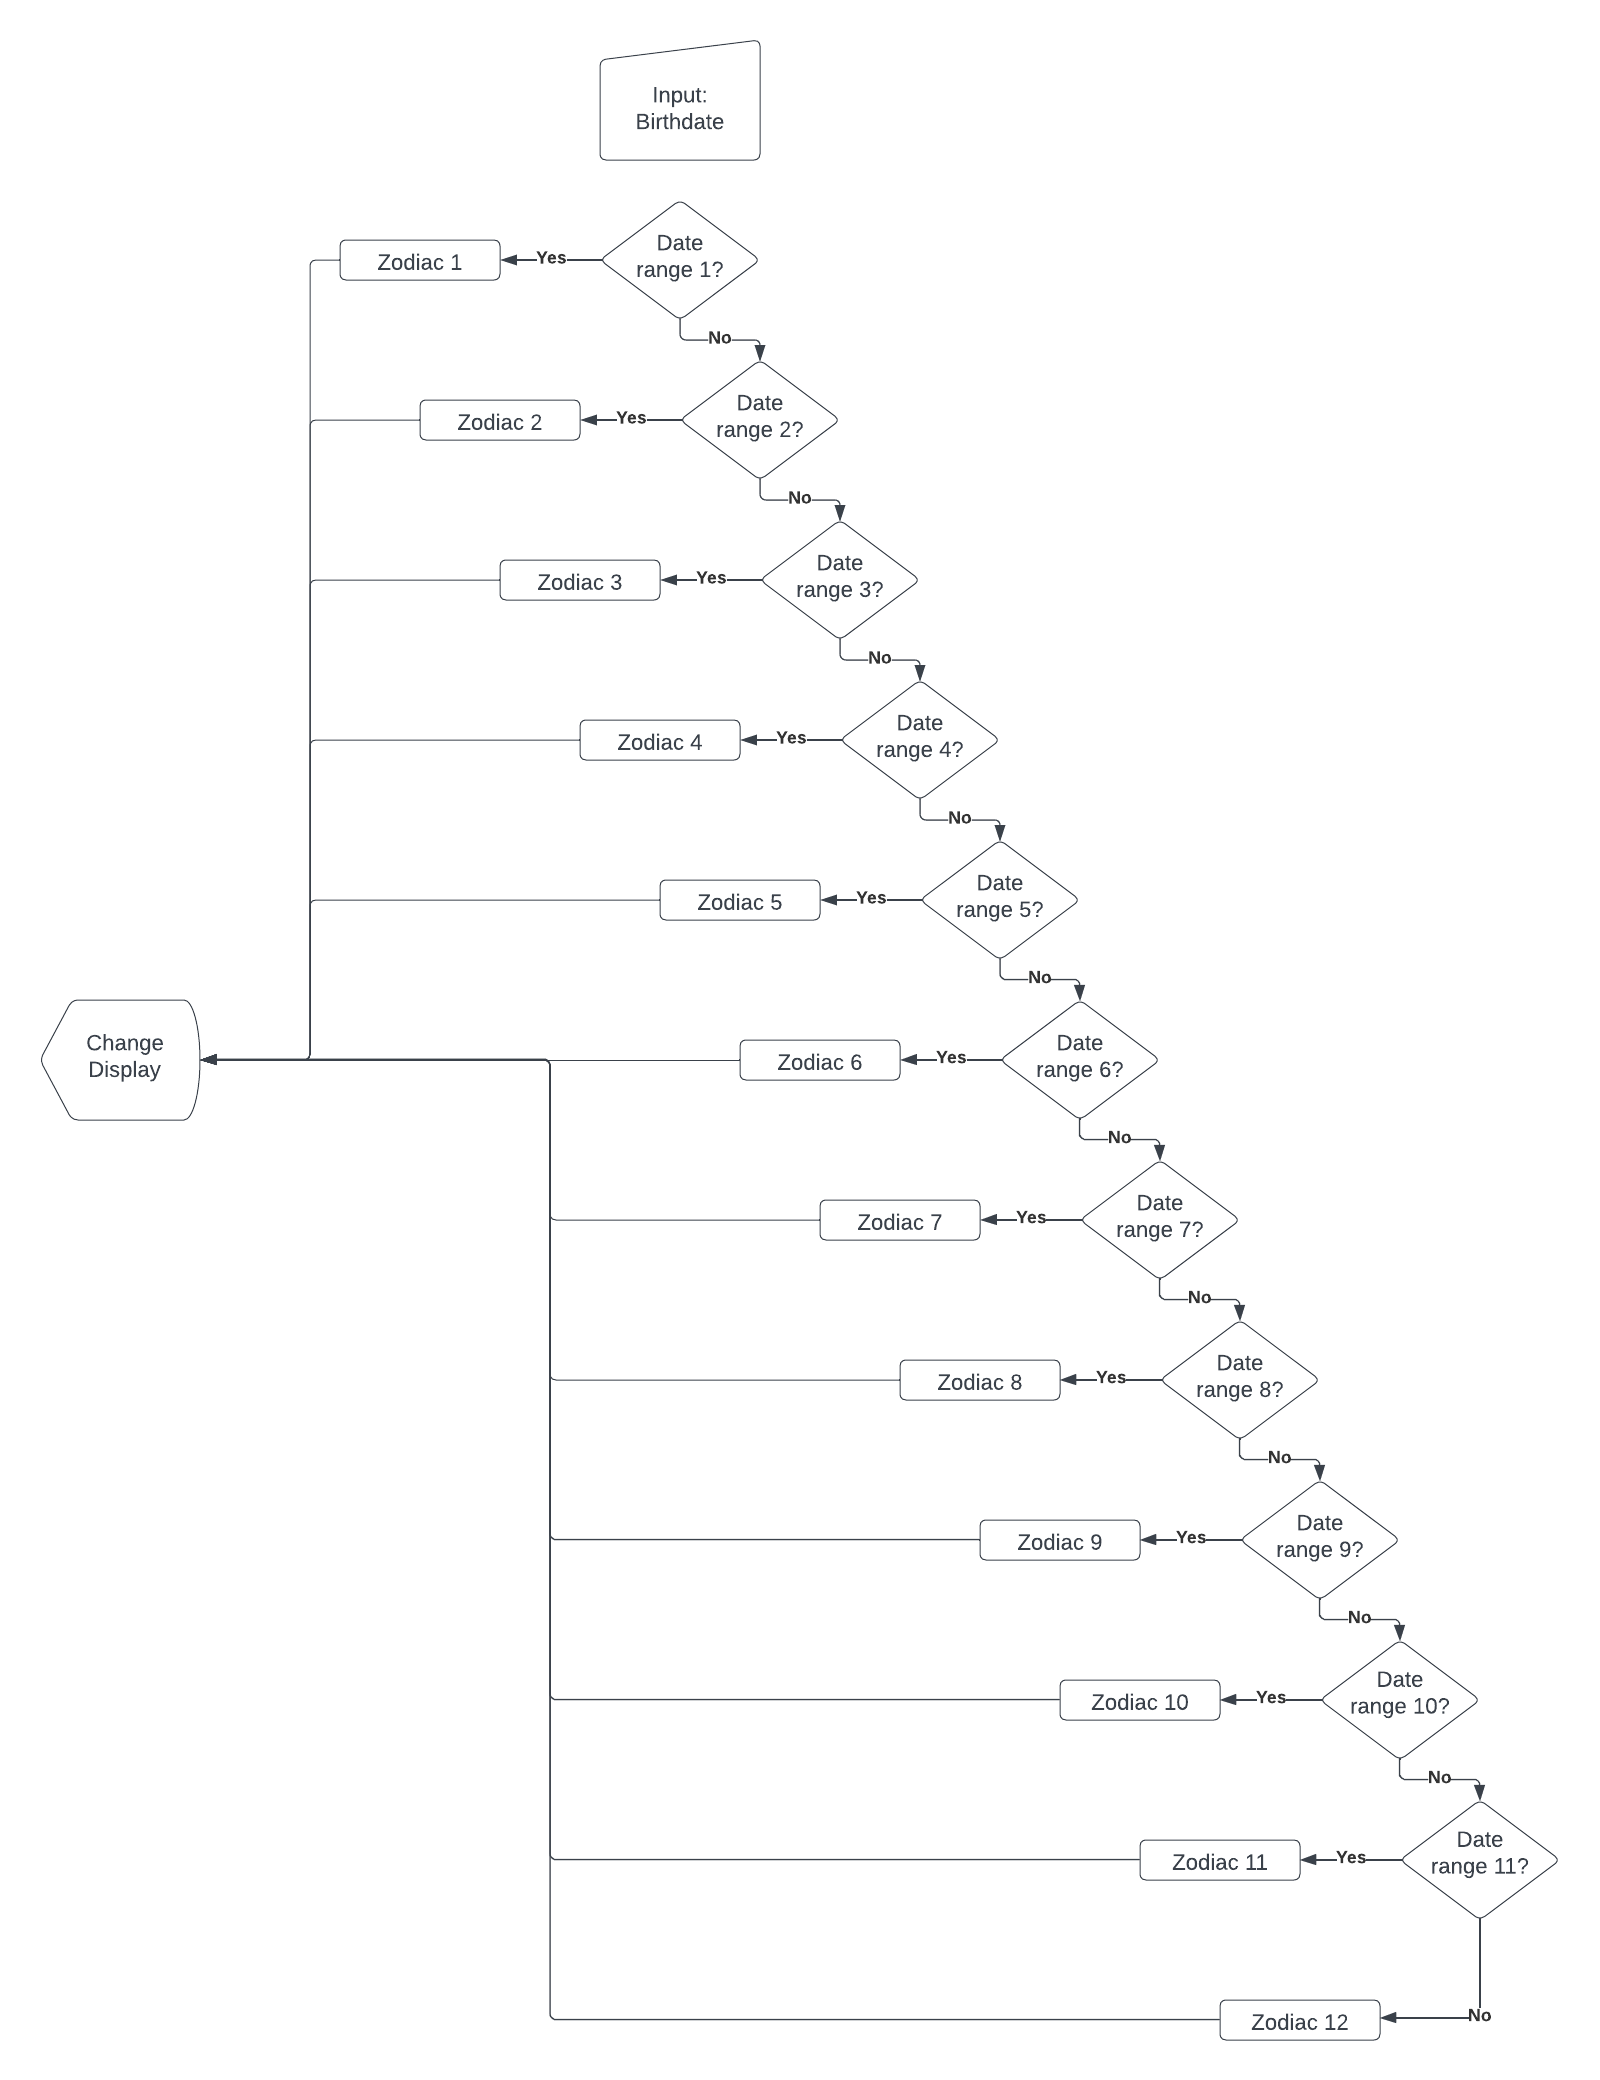 Input:
Birthdate
Zodiac 1
Yes
Date
range 1?
No
Zodiac 2
Yes
Date
range 2?
No
Zodiac 3
Yes
Date
range 3?
No
Zodiac 4
Yes
Date
range 4?
No
Zodiac 5
Yes
Date
range 5?
No
Change
Display
Zodiac 6
Yes
Date
range 6?
No
Zodiac 7
Yes
Date
range 7?
No
Zodiac 8
Yes
Date
range 8?
No
Zodiac 9
Yes
Date
range 9?
No
Zodiac 10
Yes
Date
range 10?
No
Zodiac 11
Yes
Date
range 11?
Zodiac 12
No